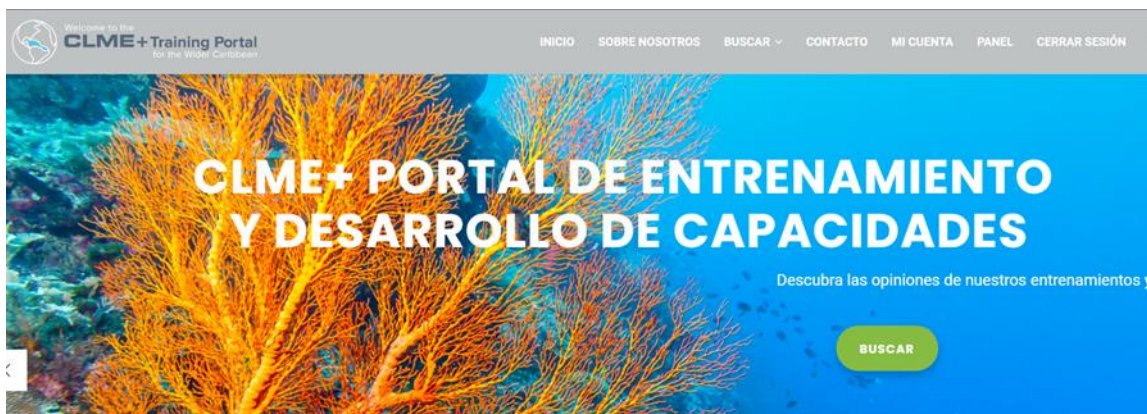 Welcome to the
CLME+ Training Portal
for the Wider Caribbean
INICIO SOBRE NOSOTROS BUSCAR CONTACTO MI CUENTA PANEL CERRAR SESIÓN
CLME+ PORTAL DE ENTRENAMIENTO
Y DESARROLLO DE CAPACIDADES
Descubra las opiniones de nuestros entrenamientos y
BUSCAR